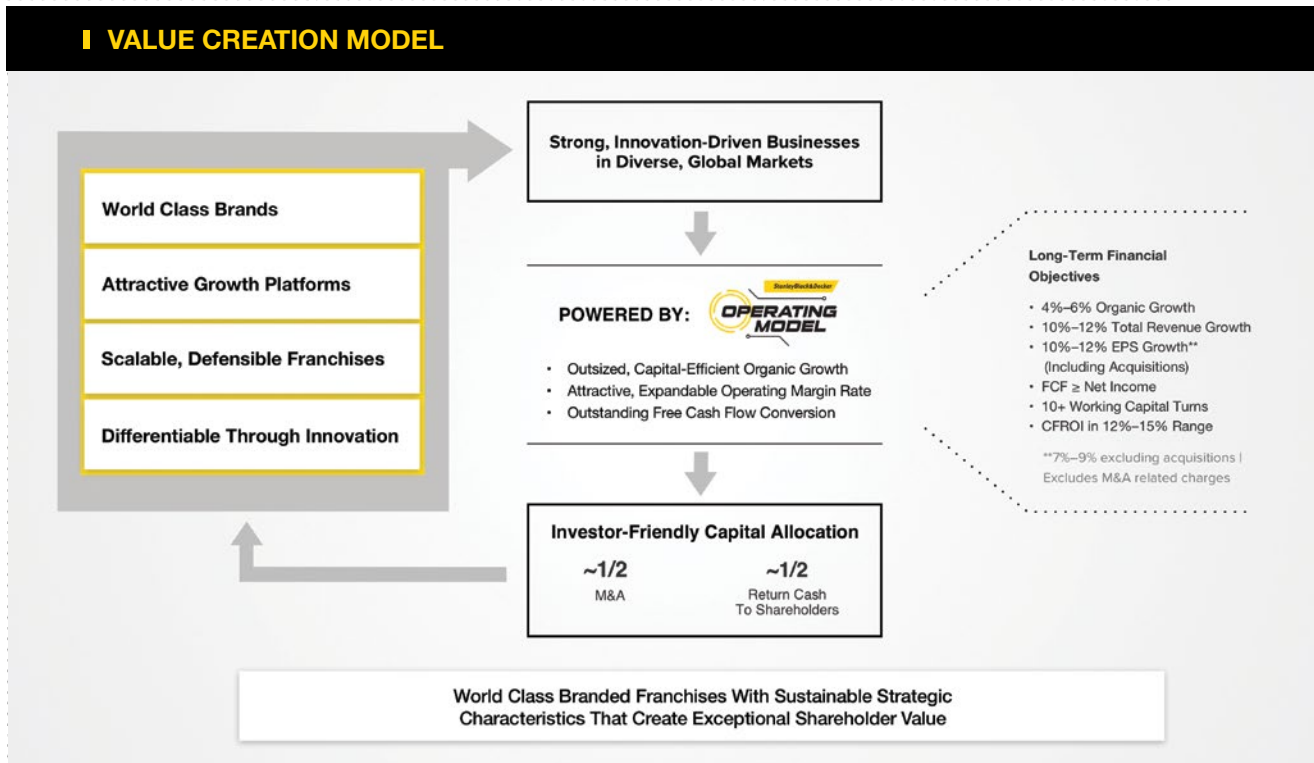 VALUE CREATION MODEL
World Class Brands
Attractive Growth Platforms
Scalable, Defensible Franchises
Differentiable Through Innovation
Strong, Innovation-Driven Businesses
in Diverse, Global Markets
POWERED BY:
StanleyBlack&Decker
OPERATING
MODEL
• Outsized, Capital-Efficient Organic Growth
• Attractive, Expandable Operating Margin Rate
• Outstanding Free Cash Flow Conversion
Investor-Friendly Capital Allocation
~1/2
M&A
~1/2
Return Cash
To Shareholders
Long-Term Financial
Objectives
• 4%–6% Organic Growth
• 10%–12% Total Revenue Growth
• 10%–12% EPS Growth**
(Including Acquisitions)
• FCF ≥ Net Income
• 10+ Working Capital Turns
• CFROI in 12%–15% Range
**7%–9% excluding acquisitions |
Excludes M&A related charges
World Class Branded Franchises With Sustainable Strategic
Characteristics That Create Exceptional Shareholder Value